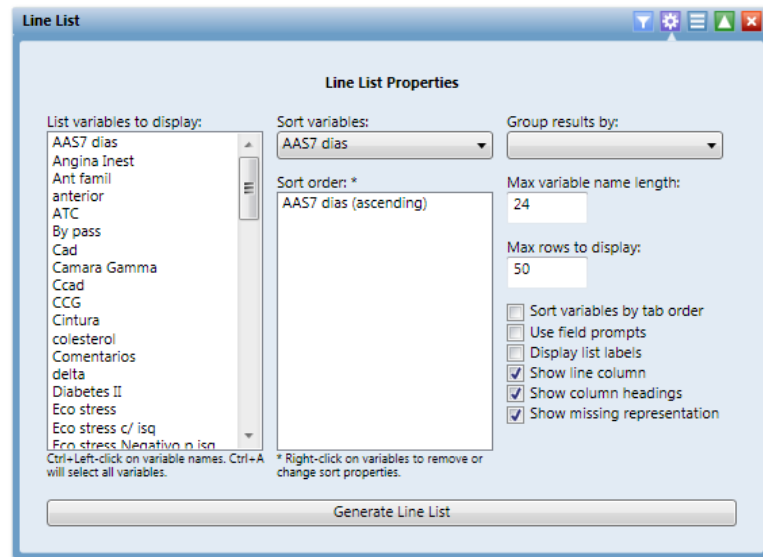 Line List
Line List Properties
List variables to display:
AAS7 dias
Angina Inest
Ant famil
anterior
ATC
By pass
Cad
Camara Gamma
Ccad
CCG
Cintura
colesterol
Comentarios
delta
Diabetes II
Eco stress
Eco stress c/ isq
Eco stress Negativo p isq
Ctrl+Left-click on variable names. Ctrl+A
will select all variables.
Sort variables:
AAS7 dias
Sort order: *
AAS7 dias (ascending)
* Right-click on variables to remove or
change sort properties.
Group results by:
Max variable name length:
24
Max rows to display:
50
Sort variables by tab order
Use field prompts
Display list labels
Show line column
Show column headings
Show missing representation
Generate Line List